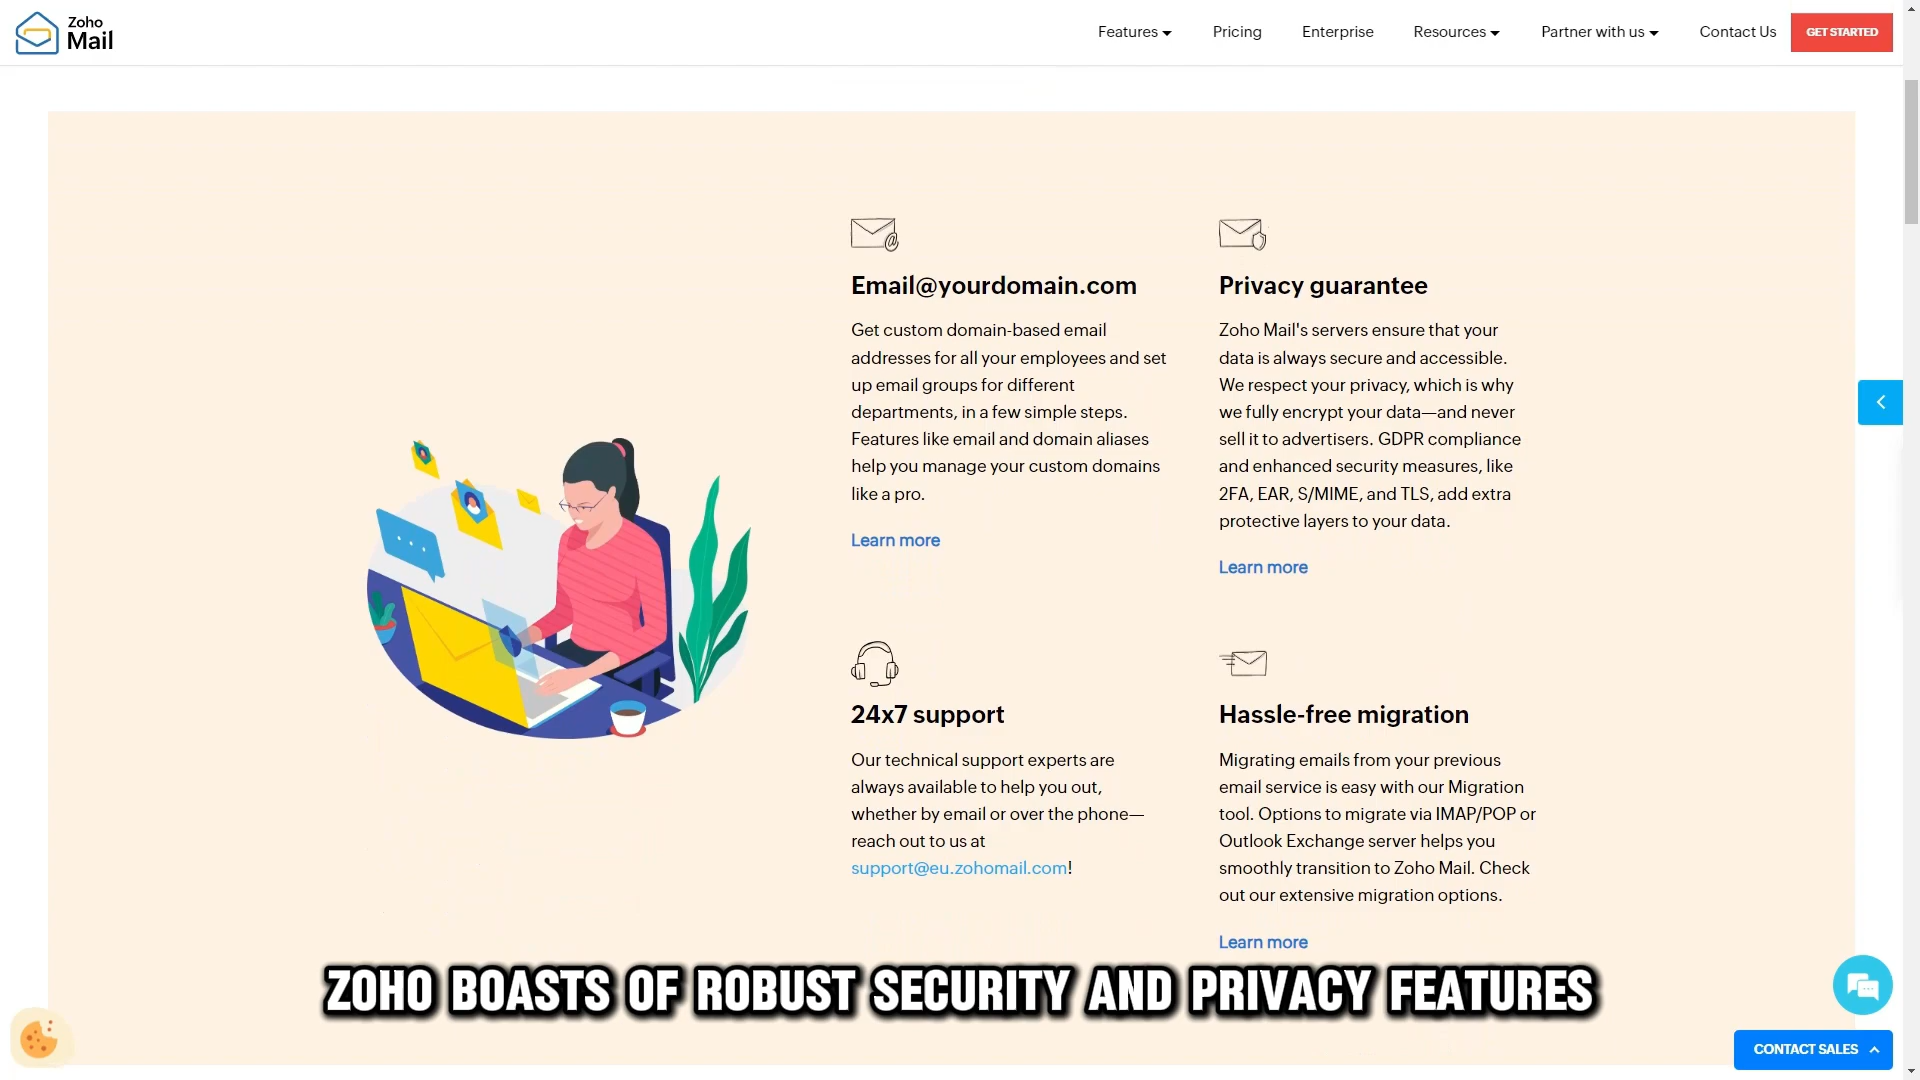 Zoho
Mail
Features
Pricing
Enterprise
Resources
Partner with us
Contact Us
GET STARTED
Email@yourdomain.com
Get custom domain-based email
addresses for all your employees and set
up email groups for different
departments, in a few simple steps.
Features like email and domain aliases
help you manage your custom domains
like a pro.
Learn more
Privacy guarantee
Zoho Mail's servers ensure that your
data is always secure and accessible.
We respect your privacy, which is why
we fully encrypt your data—and never
sell it to advertisers. GDPR compliance
and enhanced security measures, like
2FA, EAR, S/MIME, and TLS, add extra
protective layers to your data.
Learn more
24x7 support
Our technical support experts are
always available to help you out,
whether by email or over the phone—
reach out to us at
support@eu.zohomail.com!
Hassle-free migration
Migrating emails from your previous
email service is easy with our Migration
tool. Options to migrate via IMAP/POP or
Outlook Exchange server helps you
smoothly transition to Zoho Mail. Check
out our extensive migration options.
Learn more
ZOHO BOASTS OF ROBUST SECURITY AND PRIVACY FEATURES
CONTACT SALES